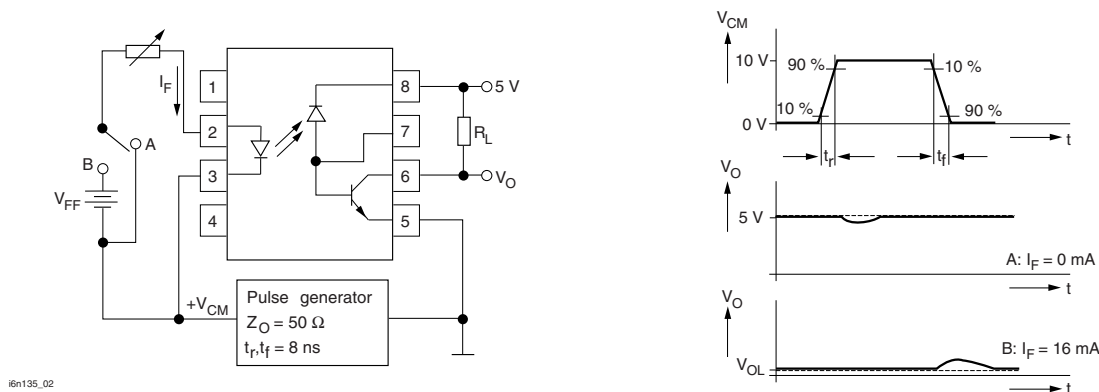 I_F
1
2
3
4
8
7
6
5
5 V
R_L
V_O
A
B
V_FF
+V_CM
Pulse generator
Z_O = 50 Ω
t_r,t_f = 8 ns
i6n135_02
V_CM
10 V
90 %
10 %
10 %
90 %
0 V
t
t_r
t_f
V_O
5 V
A: I_F = 0 mA
t
V_O
B: I_F = 16 mA
V_OL
t